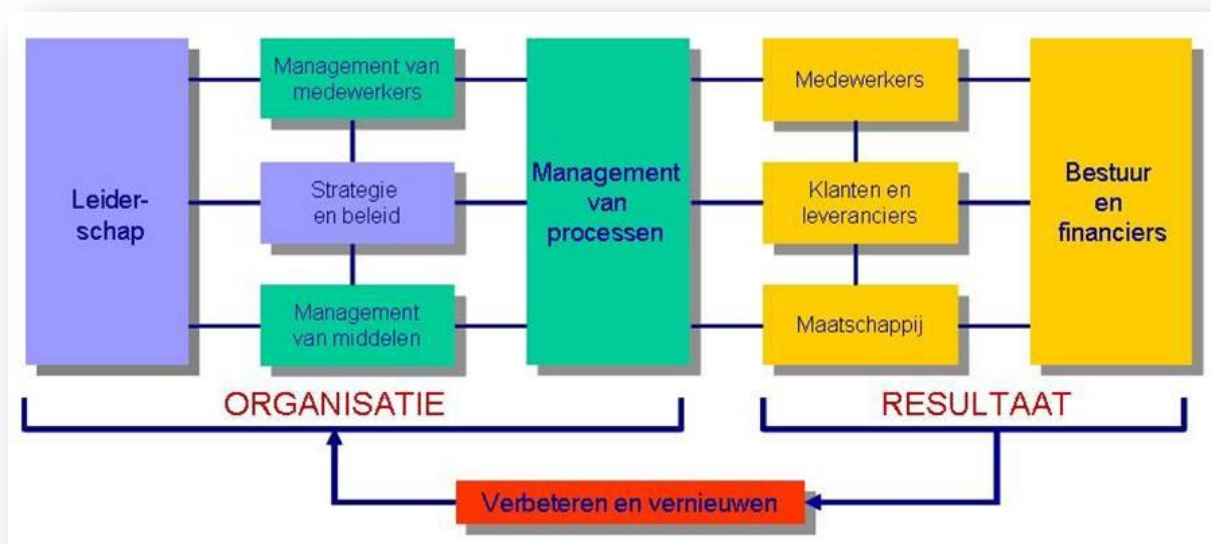 Leider-
schap
Management van
medewerkers
Strategie
en beleid
Management
van middelen
Management
van
processen
Medewerkers
Klanten en
leveranciers
Maatschappij
Bestuur
en
financiers
ORGANISATIE
RESULTAAT
Verbeteren en vernieuwen